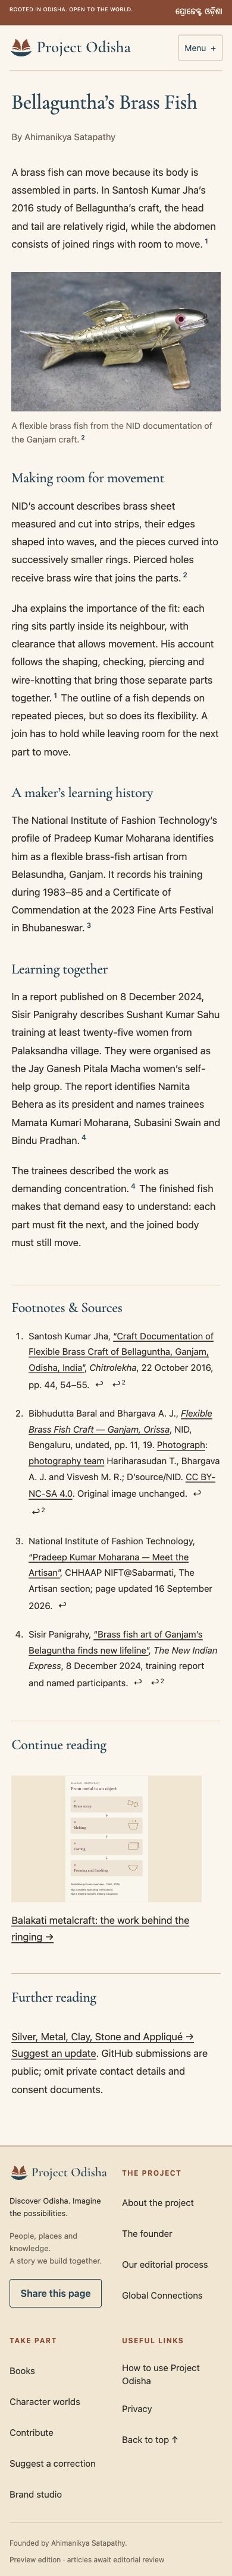 ROOTED IN ODISHA. OPEN TO THE WORLD.
ପ୍ରୋଜେକ୍ଟ ଓଡ଼ିଶା
Project Odisha
Menu +
Bellaguntha’s Brass Fish
By Ahimanikya Satapathy
A brass fish can move because its body is
assembled in parts. In Santosh Kumar Jha’s
2016 study of Bellaguntha’s craft, the head
and tail are relatively rigid, while the abdomen
consists of joined rings with room to move. 1
A flexible brass fish from the NID documentation of
the Ganjam craft. 2
Making room for movement
NID’s account describes brass sheet
measured and cut into strips, their edges
shaped into waves, and the pieces curved into
successively smaller rings. Pierced holes
receive brass wire that joins the parts. 2
Jha explains the importance of the fit: each
ring sits partly inside its neighbour, with
clearance that allows movement. His account
follows the shaping, checking, piercing and
wire-knotting that bring those separate parts
together. 1 The outline of a fish depends on
repeated pieces, but so does its flexibility. A
join has to hold while leaving room for the next
part to move.
A maker’s learning history
The National Institute of Fashion Technology’s
profile of Pradeep Kumar Moharana identifies
him as a flexible brass-fish artisan from
Belasundha, Ganjam. It records his training
during 1983–85 and a Certificate of
Commendation at the 2023 Fine Arts Festival
in Bhubaneswar. 3
Learning together
In a report published on 8 December 2024,
Sisir Panigrahy describes Sushant Kumar Sahu
training at least twenty-five women from
Palaksandha village. They were organised as
the Jay Ganesh Pitala Macha women’s self-
help group. The report identifies Namita
Behera as its president and names trainees
Mamata Kumari Moharana, Subasini Swain and
Bindu Pradhan. 4
The trainees described the work as
demanding concentration. 4 The finished fish
makes that demand easy to understand: each
part must fit the next, and the joined body
must still move.
Footnotes & Sources
1. Santosh Kumar Jha, “Craft Documentation of
Flexible Brass Craft of Bellaguntha, Ganjam,
Odisha, India”, Chitrolekha, 22 October 2016,
pp. 44, 54–55. ↩ ↩2
2. Bibhudutta Baral and Bhargava A. J., Flexible
Brass Fish Craft — Ganjam, Orissa, NID,
Bengaluru, undated, pp. 11, 19. Photograph:
photography team Hariharasudan T., Bhargava
A. J. and Visvesh M. R.; D’source/NID. CC BY-
NC-SA 4.0. Original image unchanged. ↩
↩2
3. National Institute of Fashion Technology,
“Pradeep Kumar Moharana — Meet the
Artisan”, CHHAAP NIFT@Sabarmati, The
Artisan section; page updated 16 September
2026. ↩
4. Sisir Panigrahy, “Brass fish art of Ganjam’s
Belaguntha finds new lifeline”, The New Indian
Express, 8 December 2024, training report
and named participants. ↩ ↩2
Continue reading
From metal to an object
Brass scrap
Melting
Casting
Forming and finishing
Balakati metalcraft: the work behind the
ringing →
Further reading
Silver, Metal, Clay, Stone and Appliqué →
Suggest an update. GitHub submissions are
public; omit private contact details and
consent documents.
Project Odisha
Discover Odisha. Imagine
the possibilities.
People, places and
knowledge.
A story we build together.
Share this page
THE PROJECT
About the project
The founder
Our editorial process
Global Connections
TAKE PART
Books
Character worlds
Contribute
Suggest a correction
Brand studio
USEFUL LINKS
How to use Project
Odisha
Privacy
Back to top ↑
Founded by Ahimanikya Satapathy.
Preview edition · articles await editorial review